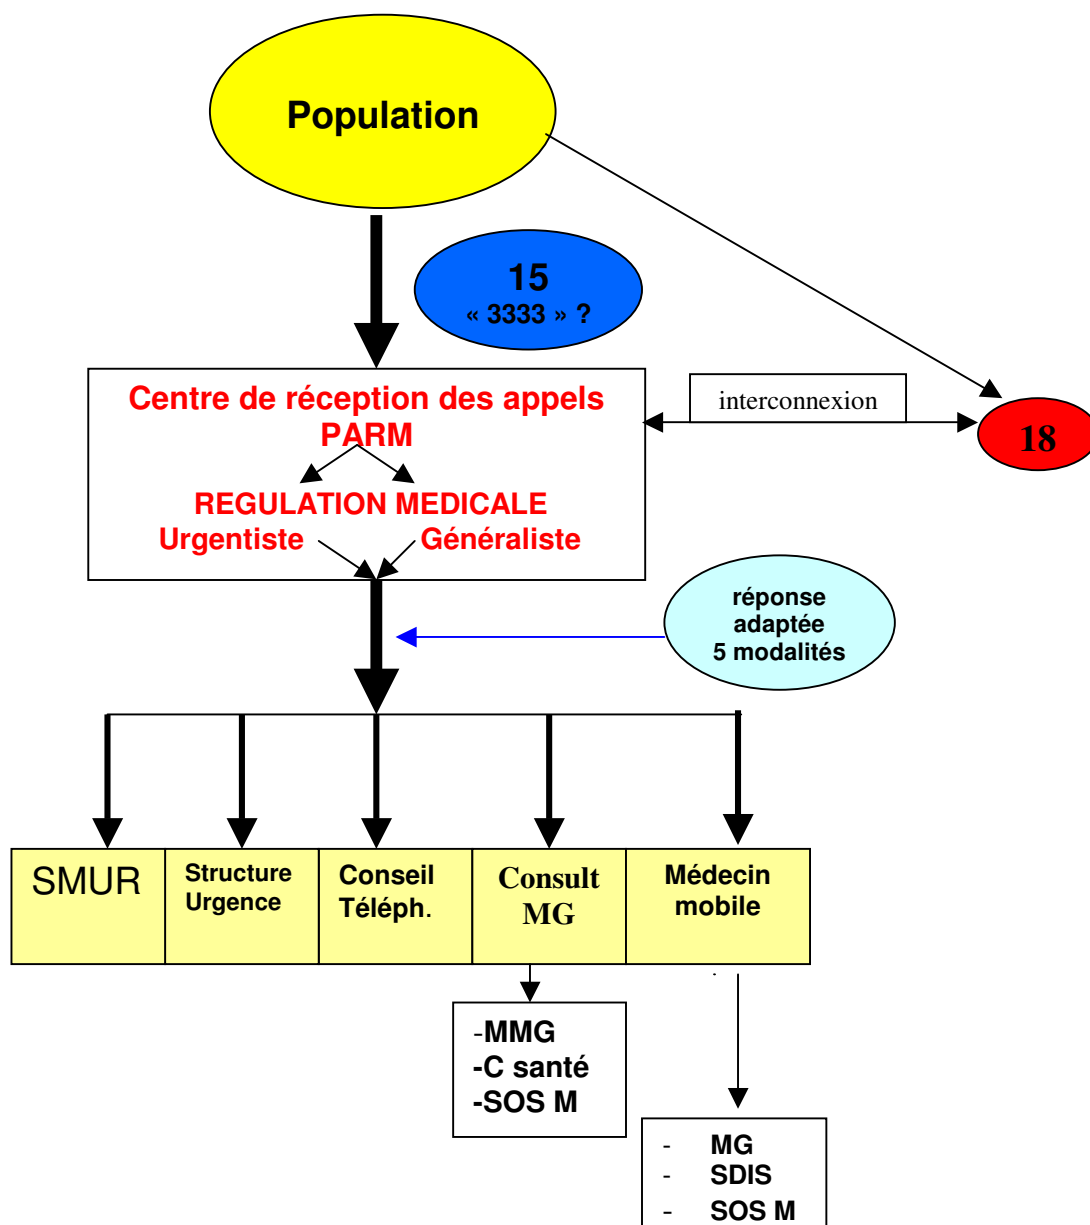 Population
15
« 3333 » ?
Centre de réception des appels
PARM
interconnexion
18
REGULATION MEDICALE
Urgentiste Généraliste
réponse
adaptée
5 modalités
SMUR
Structure
Urgence
Conseil
Téléph.
Consult
MG
Médecin
mobile
-MMG
-C santé
-SOS M
- MG
- SDIS
- SOS M